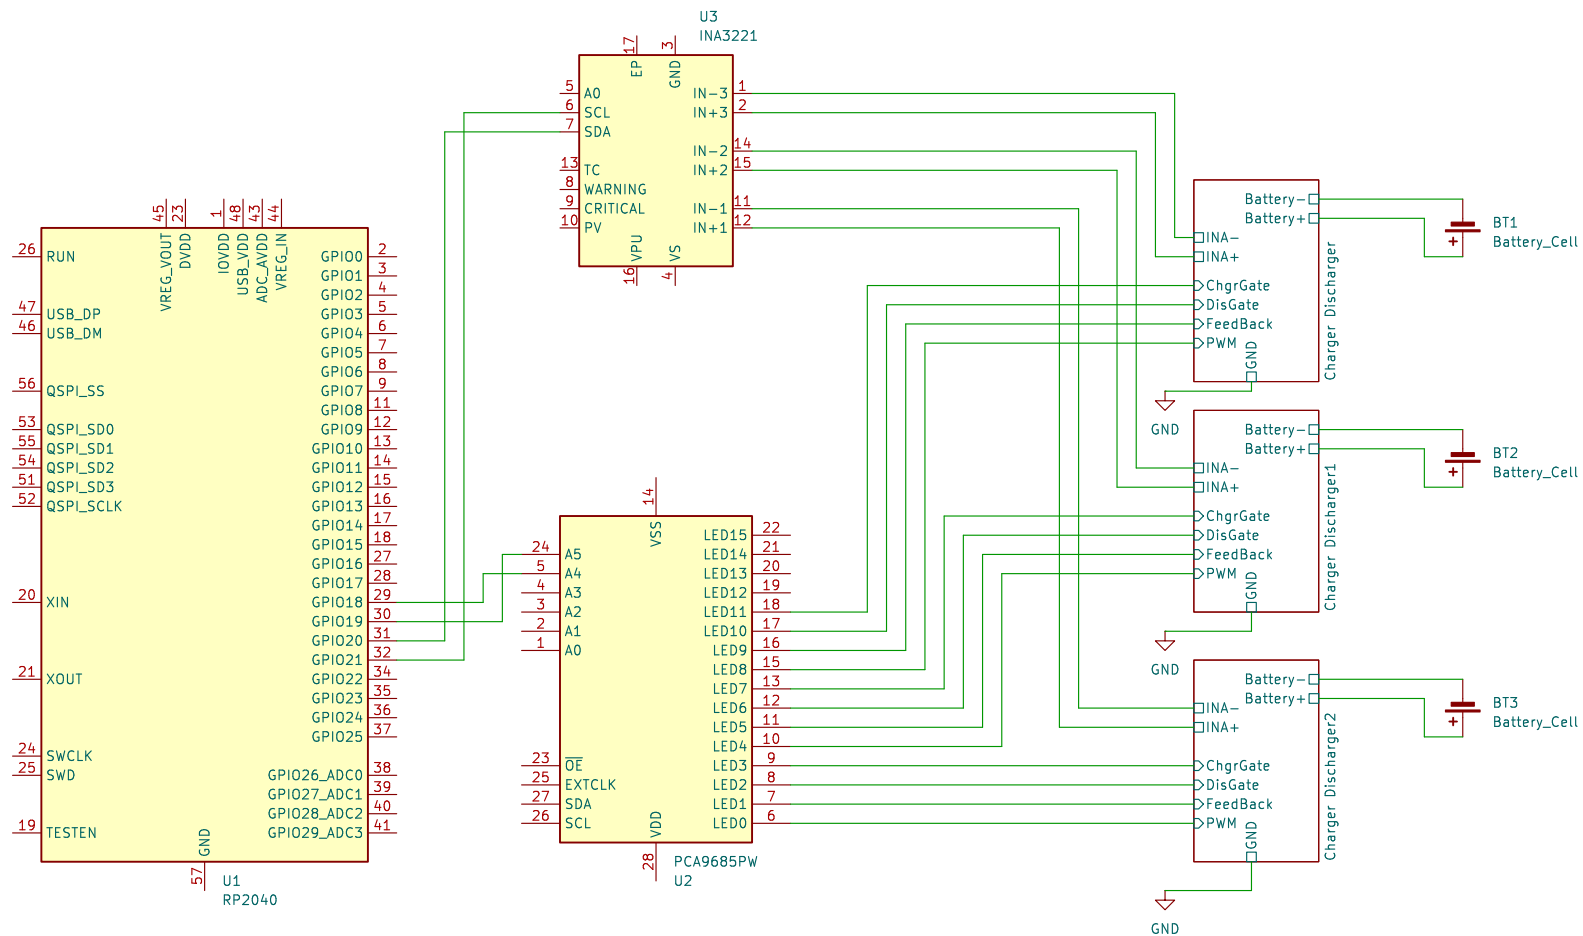 U3
INA3221
17
EP
3
GND
5 A0
6 SCL
7 SDA
13 TC
8 WARNING
9 CRITICAL
10 PV
IN-3 1
IN+3 2
IN-2 14
IN+2 15
IN-1 11
IN+1 12
VPU
16
VS
4
45
VREG_VOUT
23
DVDD
1
IOVDD
48
USB_VDD
43
ADC_AVDD
44
VREG_IN
26 RUN
47 USB_DP
46 USB_DM
56 QSPI_SS
53 QSPI_SD0
55 QSPI_SD1
54 QSPI_SD2
51 QSPI_SD3
52 QSPI_SCLK
20 XIN
21 XOUT
24 SWCLK
25 SWD
19 TESTEN
GPIO0 2
GPIO1 3
GPIO2 4
GPIO3 5
GPIO4 6
GPIO5 7
GPIO6 8
GPIO7 9
GPIO8 11
GPIO9 12
GPIO10 13
GPIO11 14
GPIO12 15
GPIO13 16
GPIO14 17
GPIO15 18
GPIO16 27
GPIO17 28
GPIO18 29
GPIO19 30
GPIO20 31
GPIO21 32
GPIO22 34
GPIO23 35
GPIO24 36
GPIO25 37
GPIO26_ADC0 38
GPIO27_ADC1 39
GPIO28_ADC2 40
GPIO29_ADC3 41
GND
57
U1
RP2040
14
VSS
24 A5
5 A4
4 A3
3 A2
2 A1
1 A0
23 OE
25 EXTCLK
27 SDA
26 SCL
LED15 22
LED14 21
LED13 20
LED12 19
LED11 18
LED10 17
LED9 16
LED8 15
LED7 13
LED6 12
LED5 11
LED4 10
LED3 9
LED2 8
LED1 7
LED0 6
VDD
28
PCA9685PW
U2
Battery-
Battery+
INA-
INA+
ChgrGate
DisGate
FeedBack
PWM
GND
Charger Discharger
GND
BT1
Battery_Cell
Battery-
Battery+
INA-
INA+
ChgrGate
DisGate
FeedBack
PWM
GND
Charger Discharger1
GND
BT2
Battery_Cell
Battery-
Battery+
INA-
INA+
ChgrGate
DisGate
FeedBack
PWM
GND
Charger Discharger2
GND
BT3
Battery_Cell